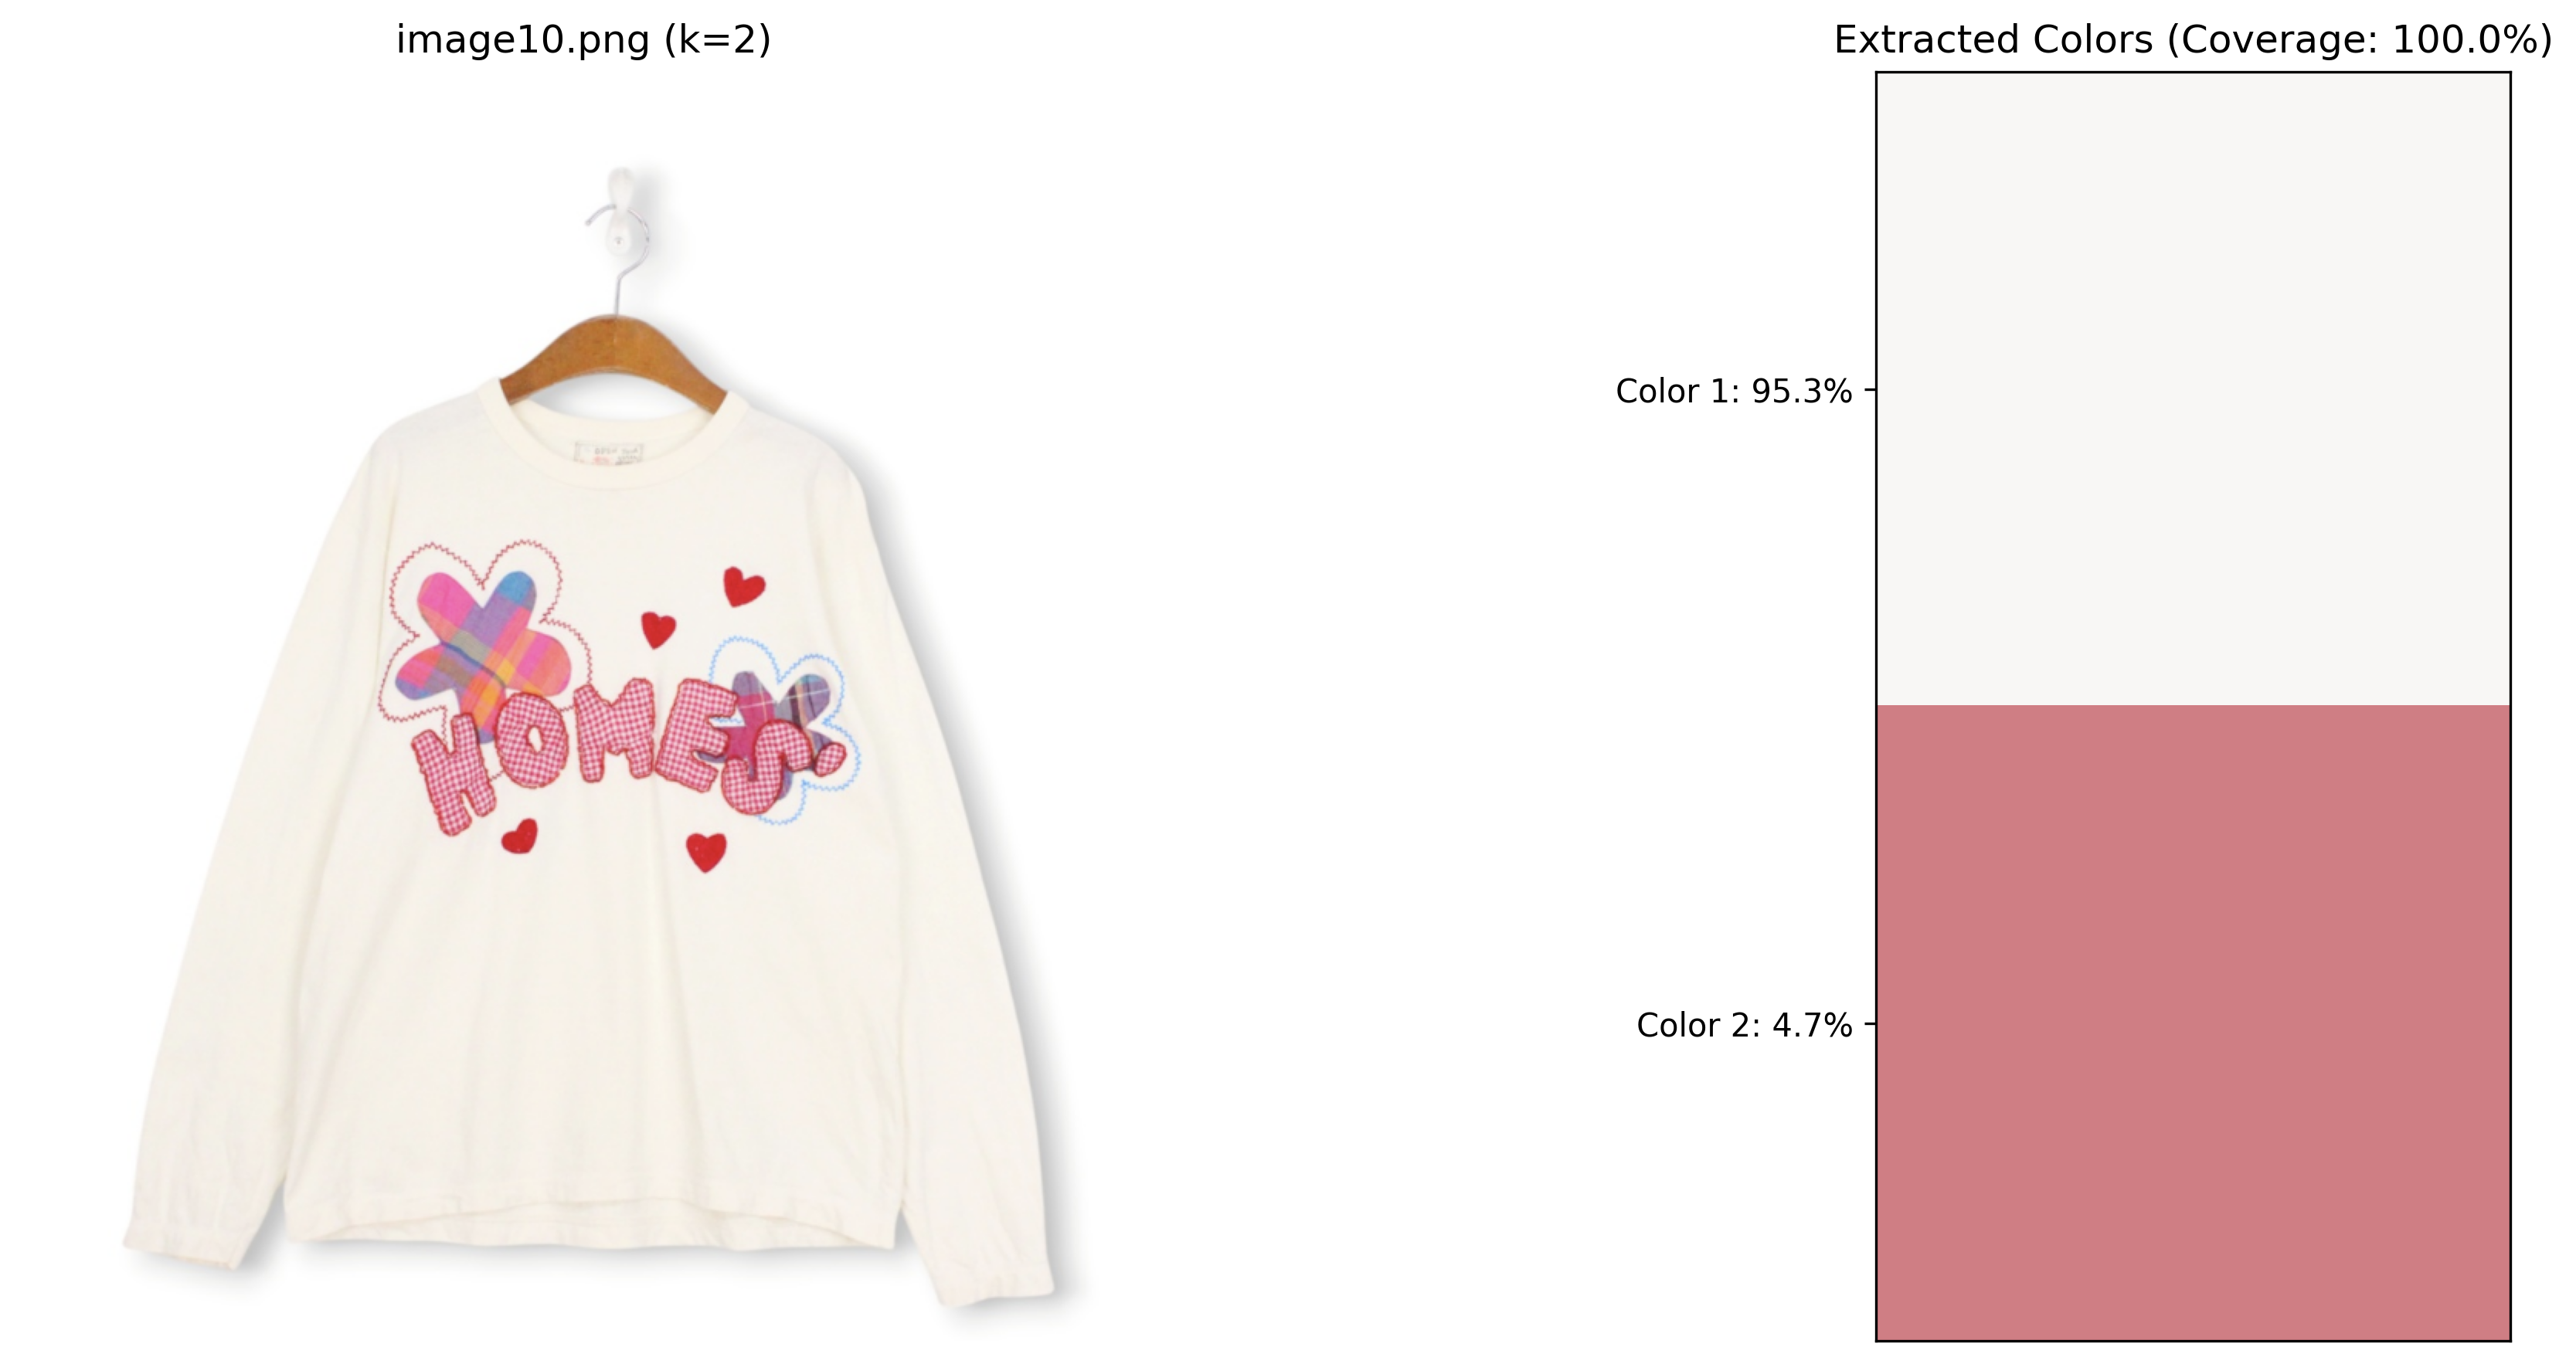 image10.png (k=2)
Extracted Colors (Coverage: 100.0%)
Color 1: 95.3%
HOMES
Color 2: 4.7%